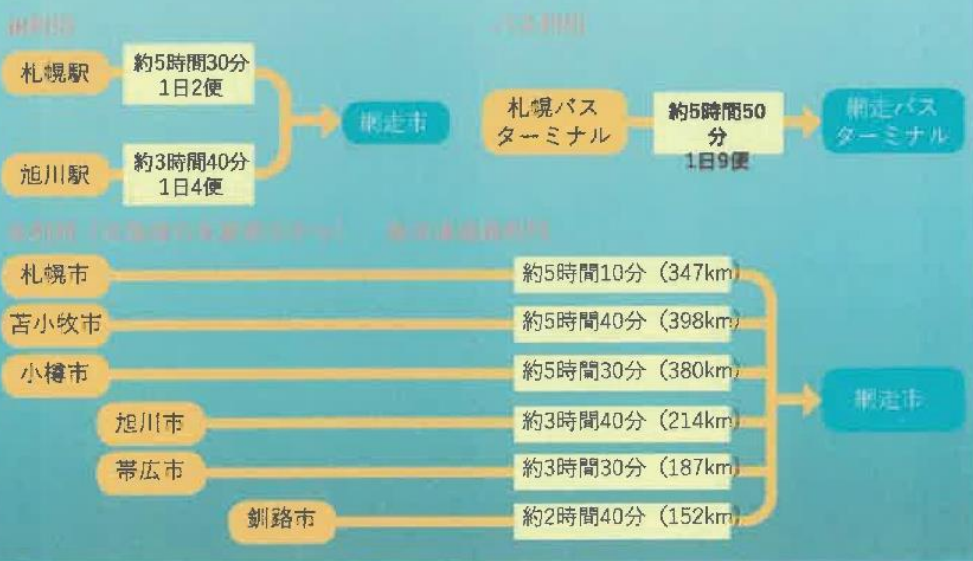 札幌駅
約5時間30分
1日2便
旭川駅
約3時間40分
1日4便
網走市
札幌バス
ターミナル
約5時間50
分
1日9便
網走バス
ターミナル
札幌市
約5時間10分（347km）
苫小牧市
約5時間40分（398km）
小樽市
約5時間30分（380km）
旭川市
約3時間40分（214km）
帯広市
約3時間30分（187km）
釧路市
約2時間40分（152km）
網走市